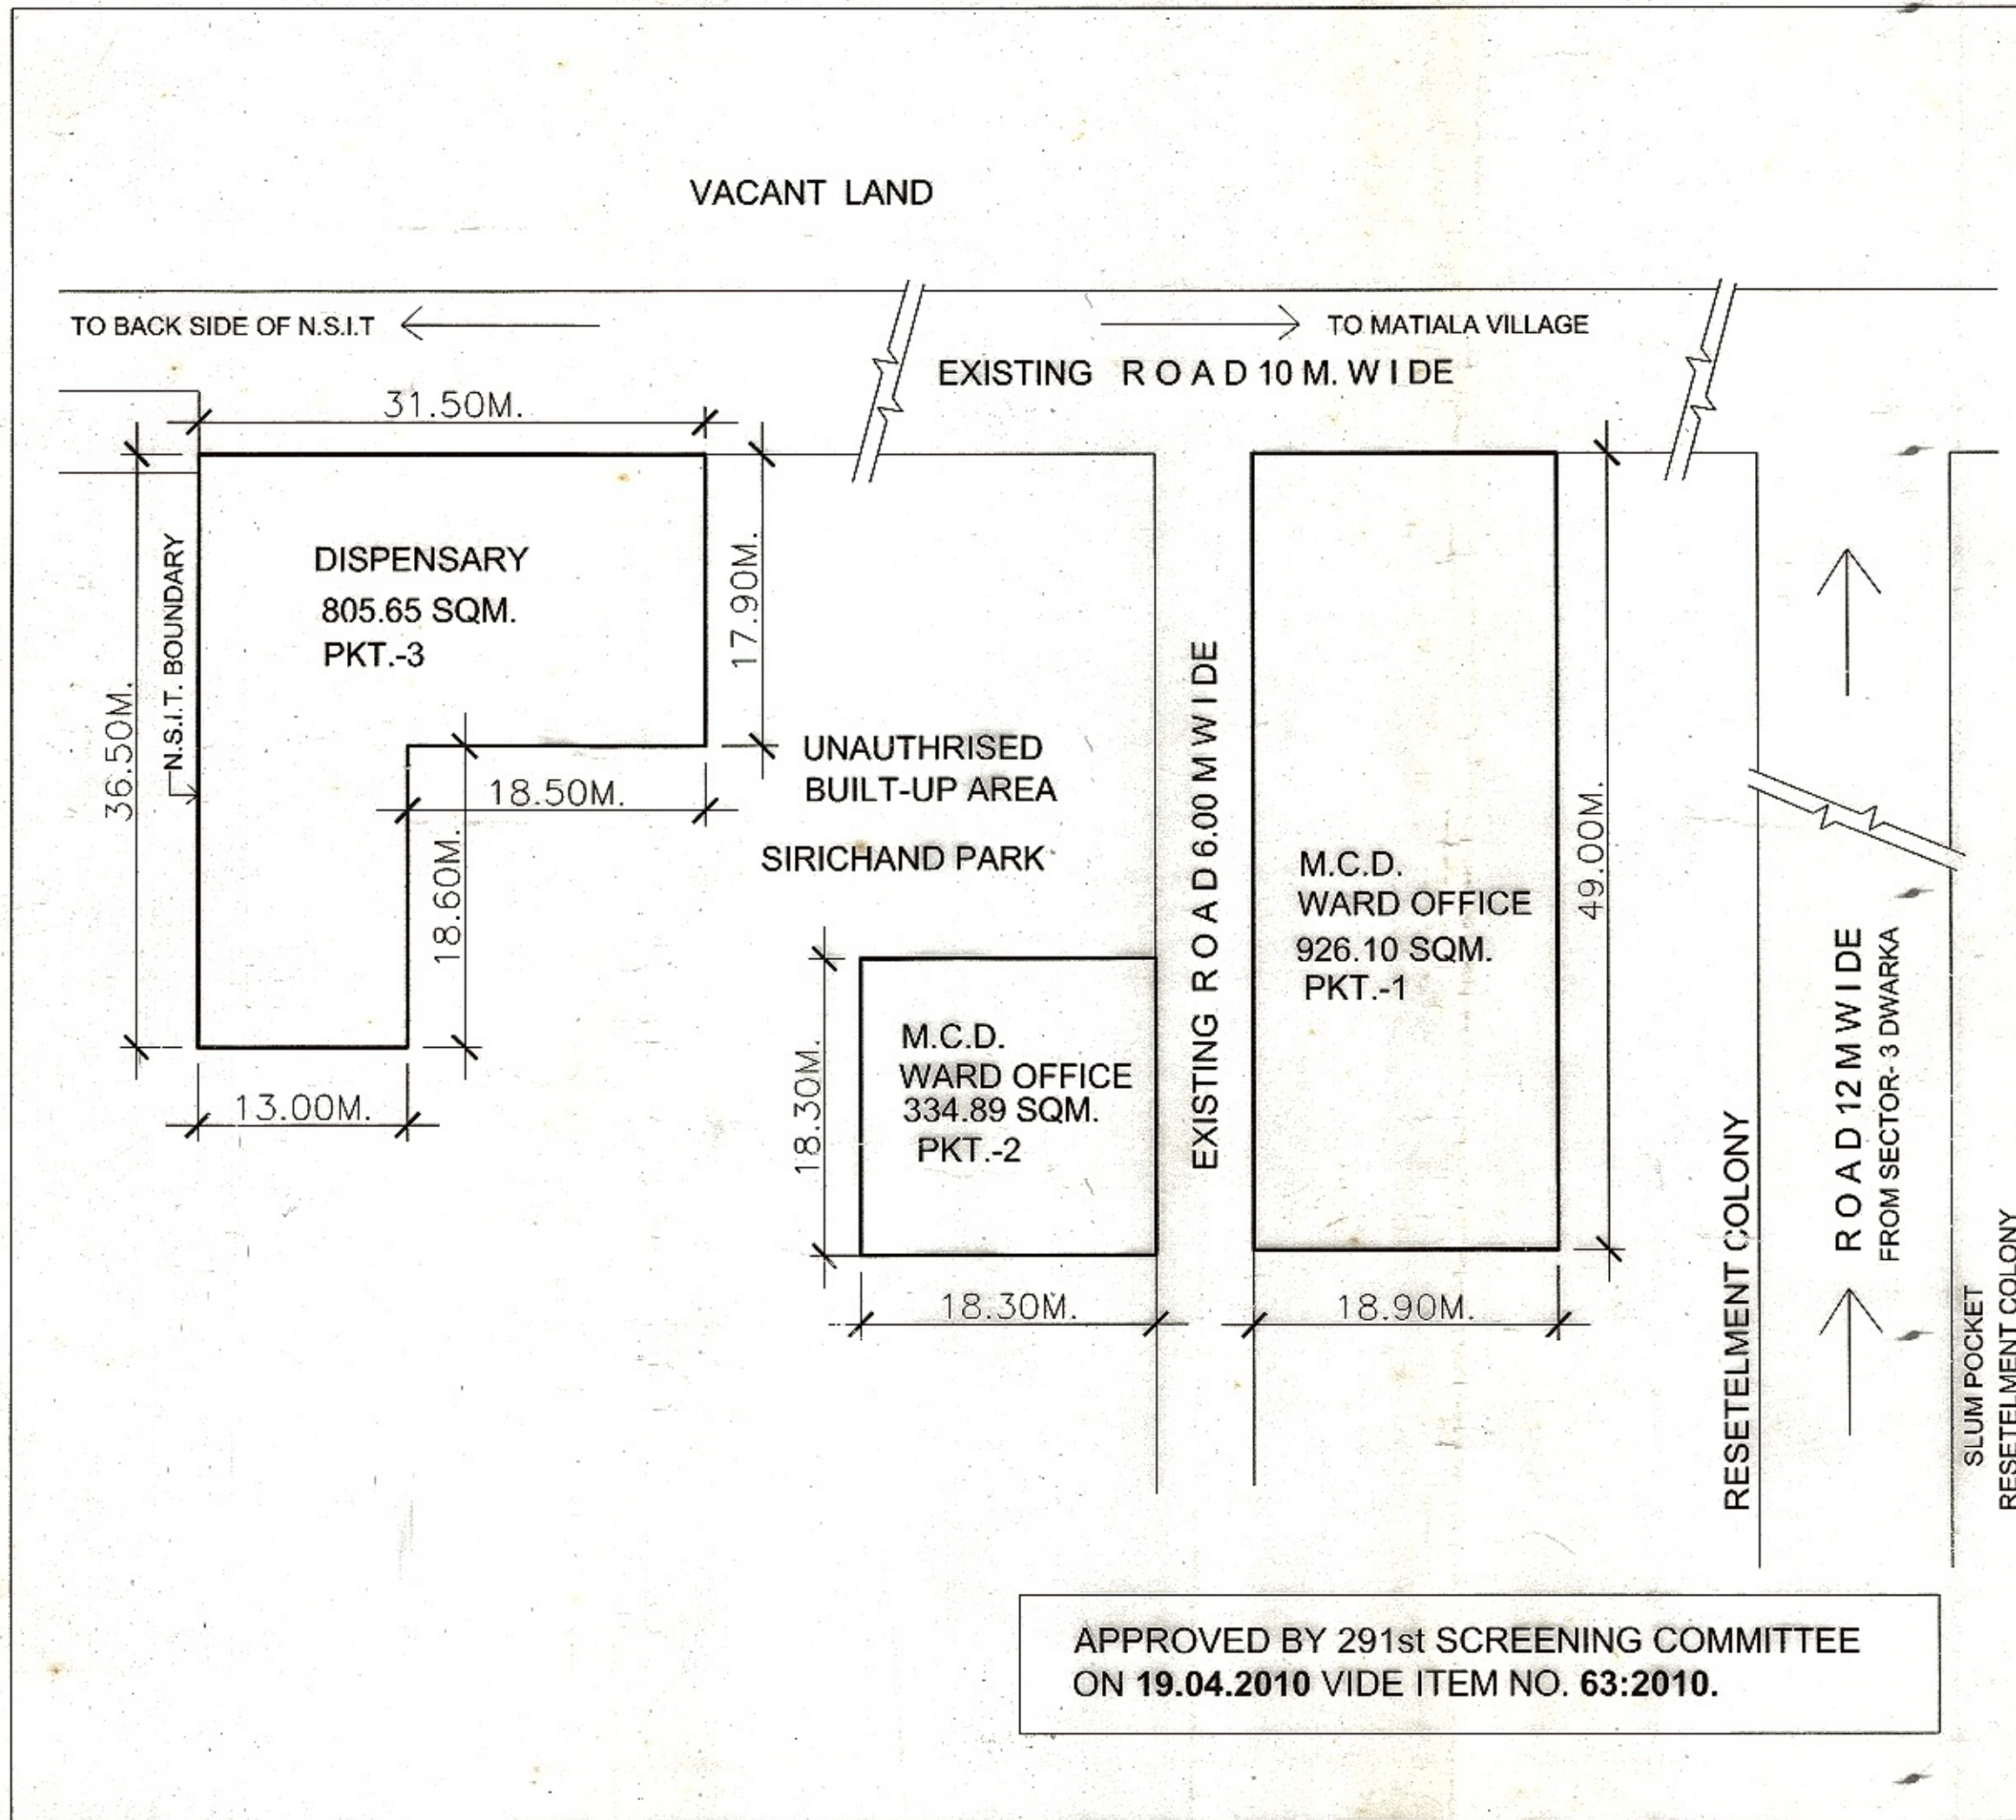 VACANT LAND
TO BACK SIDE OF N.S.I.T
TO MATIALA VILLAGE
EXISTING ROAD 10 M. WIDE
31.50M.
DISPENSARY
805.65 SQM.
PKT.-3
N.S.I.T. BOUNDARY
36.50M.
17.90M.
18.50M.
18.60M.
13.00M.
UNAUTHRISED
BUILT-UP AREA
SIRICHAND PARK
M.C.D.
WARD OFFICE
334.89 SQM.
PKT.-2
18.30M.
18.30M.
EXISTING ROAD 6.00 M WIDE
M.C.D.
WARD OFFICE
926.10 SQM.
PKT.-1
49.00M.
18.90M.
RESETELMENT COLONY
ROAD 12 M WIDE
FROM SECTOR- 3 DWARKA
SLUM POCKET
RESETELMENT COLONY
APPROVED BY 291st SCREENING COMMITTEE
ON 19.04.2010 VIDE ITEM NO. 63:2010.